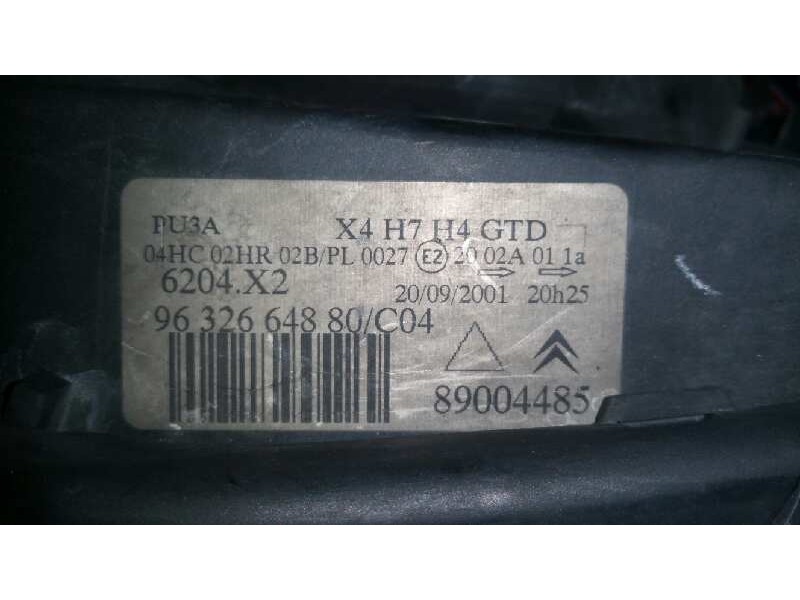 PU3A X4 H7 H4 GTD
04HC 02HR 02B/PL 0027 E2 20 02A 01 1a
6204.X2 20/09/2001 20h25
96 326 648 80/C04
89004485